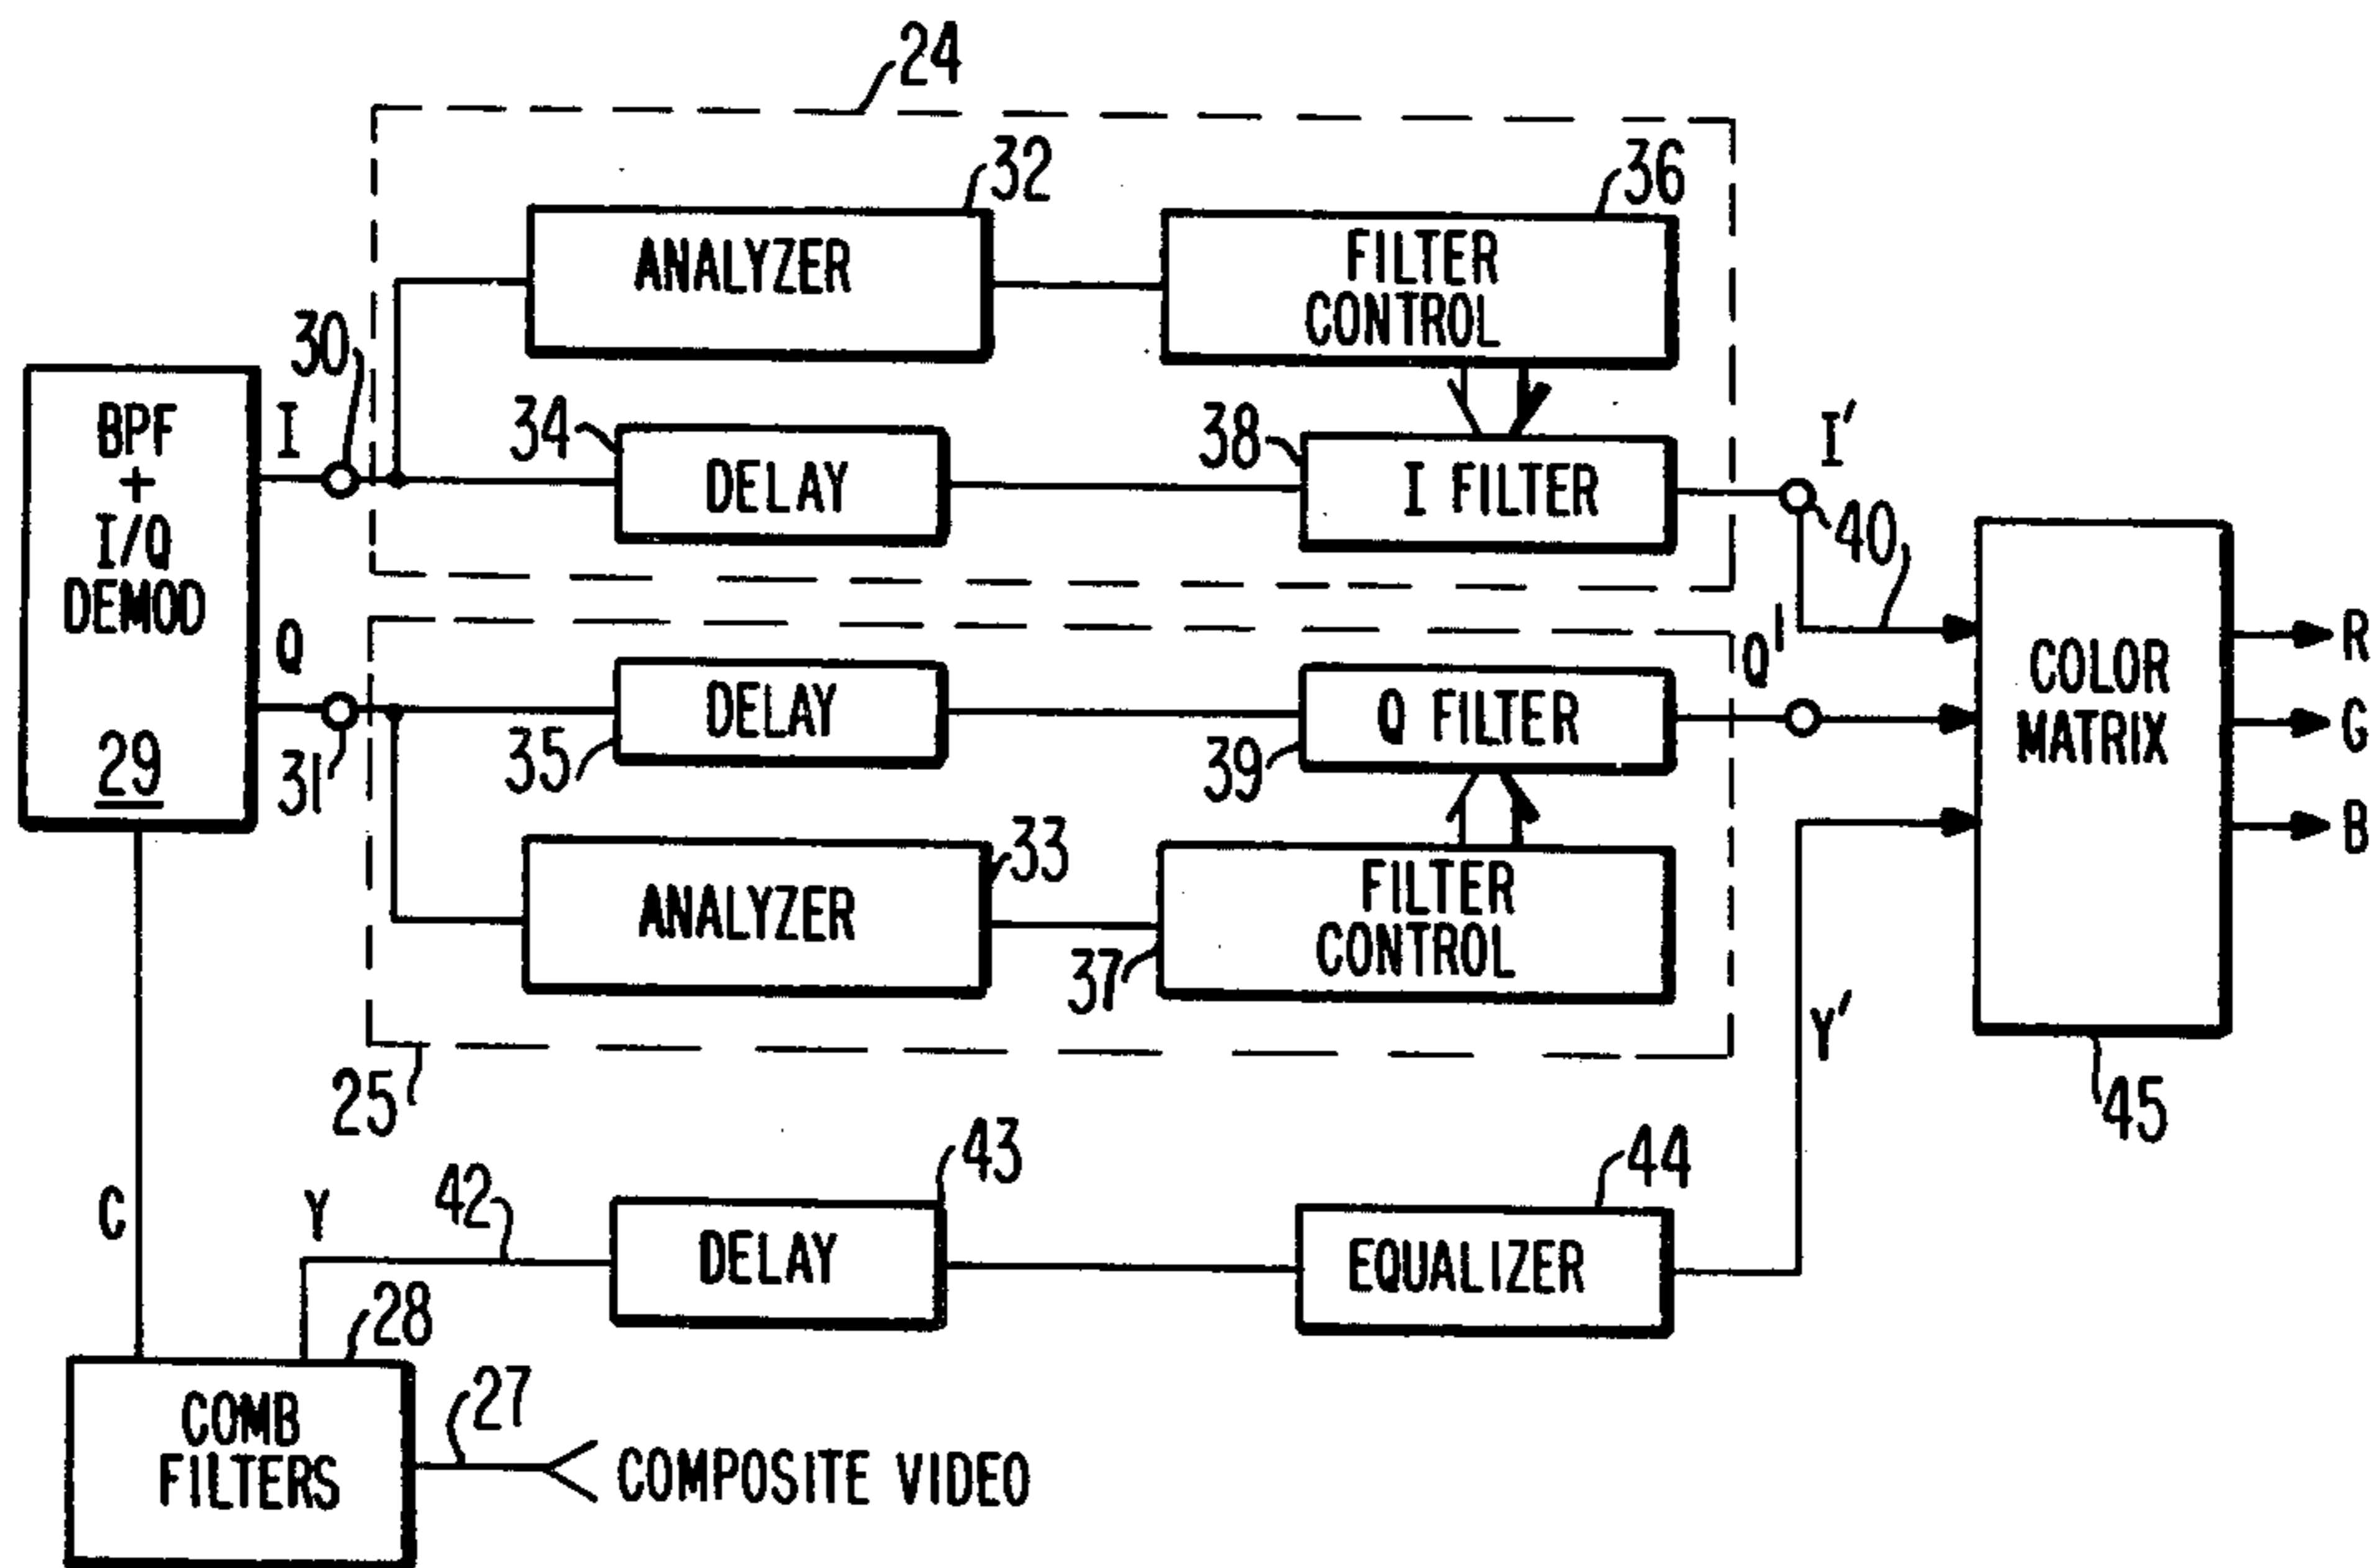 24
32
ANALYZER
36
FILTER
CONTROL
30
BPF
+
I/Q
DEMOD
29
I
34
DELAY
38
I FILTER
I'
40
Q
31
35
DELAY
39
Q FILTER
Q'
COLOR
MATRIX
45
R
G
B
33
ANALYZER
37
FILTER
CONTROL
25
Y'
C
Y
42
43
DELAY
44
EQUALIZER
28
COMB
FILTERS
27
COMPOSITE VIDEO